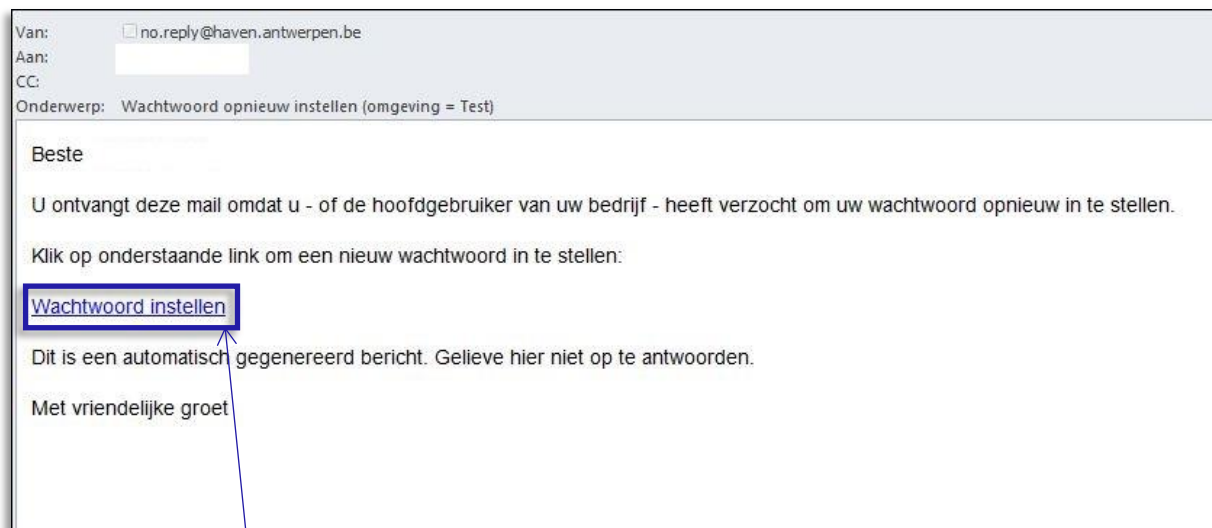 Van: no.reply@haven.antwerpen.be
Aan:
CC:
Onderwerp: Wachtwoord opnieuw instellen (omgeving = Test)
Beste
U ontvangt deze mail omdat u - of de hoofdgebruiker van uw bedrijf - heeft verzocht om uw wachtwoord opnieuw in te stellen.
Klik op onderstaande link om een nieuw wachtwoord in te stellen:
Wachtwoord instellen
Dit is een automatisch gegenereerd bericht. Gelieve hier niet op te antwoorden.
Met vriendelijke groet